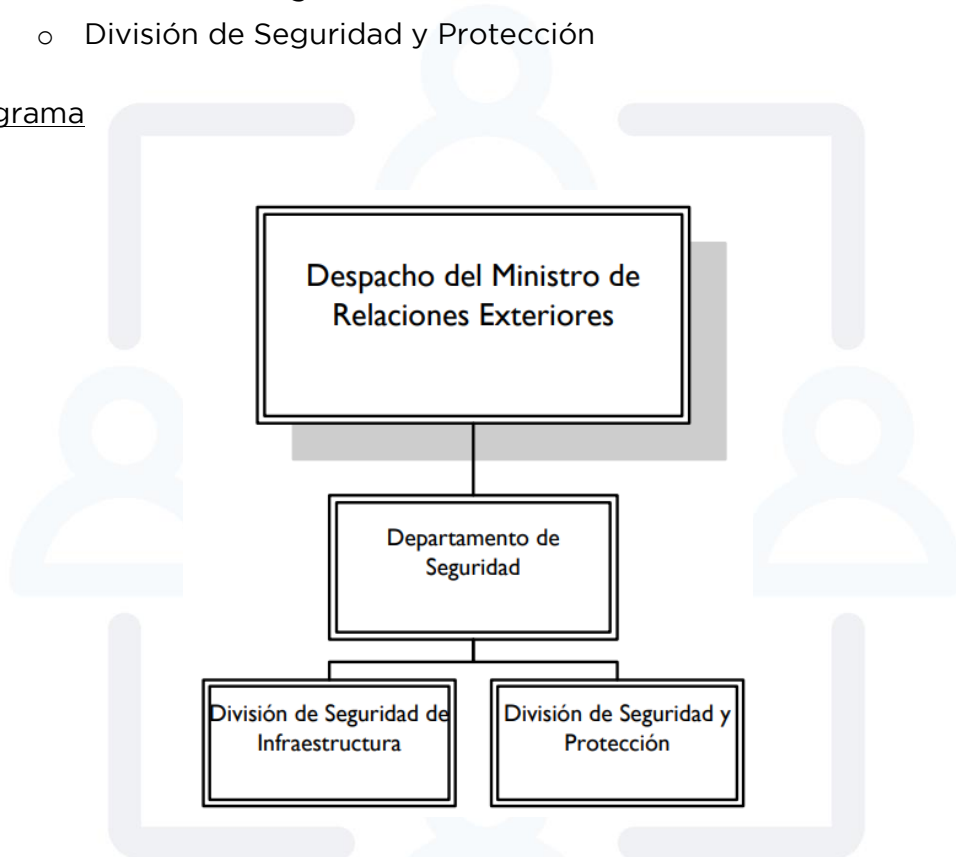 o División de Seguridad y Protección
grama
Despacho del Ministro de
Relaciones Exteriores
Departamento de
Seguridad
División de Seguridad de
Infraestructura
División de Seguridad y
Protección